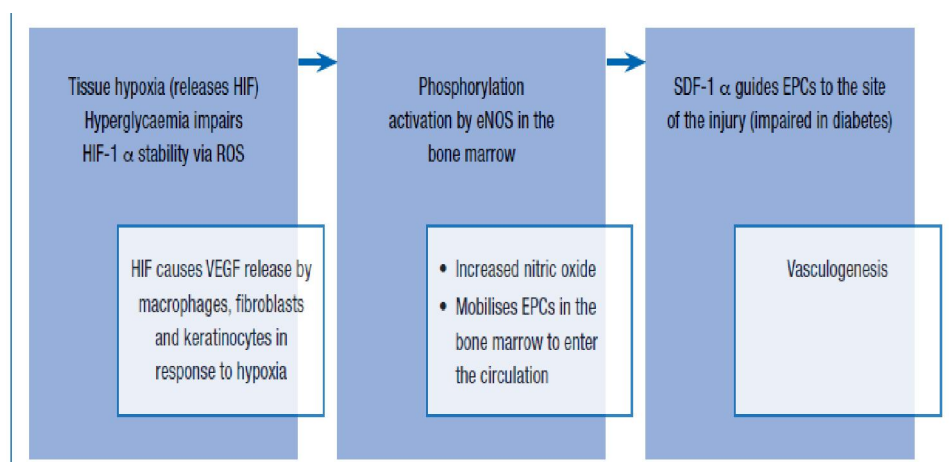 Tissue hypoxia (releases HIF)
Hyperglycaemia impairs
HIF-1 α stability via ROS
HIF causes VEGF release by
macrophages, fibroblasts
and keratinocytes in
response to hypoxia
Phosphorylation
activation by eNOS in the
bone marrow
• Increased nitric oxide
• Mobilises EPCs in the
bone marrow to enter
the circulation
SDF-1 α guides EPCs to the site
of the injury (impaired in diabetes)
Vasculogenesis